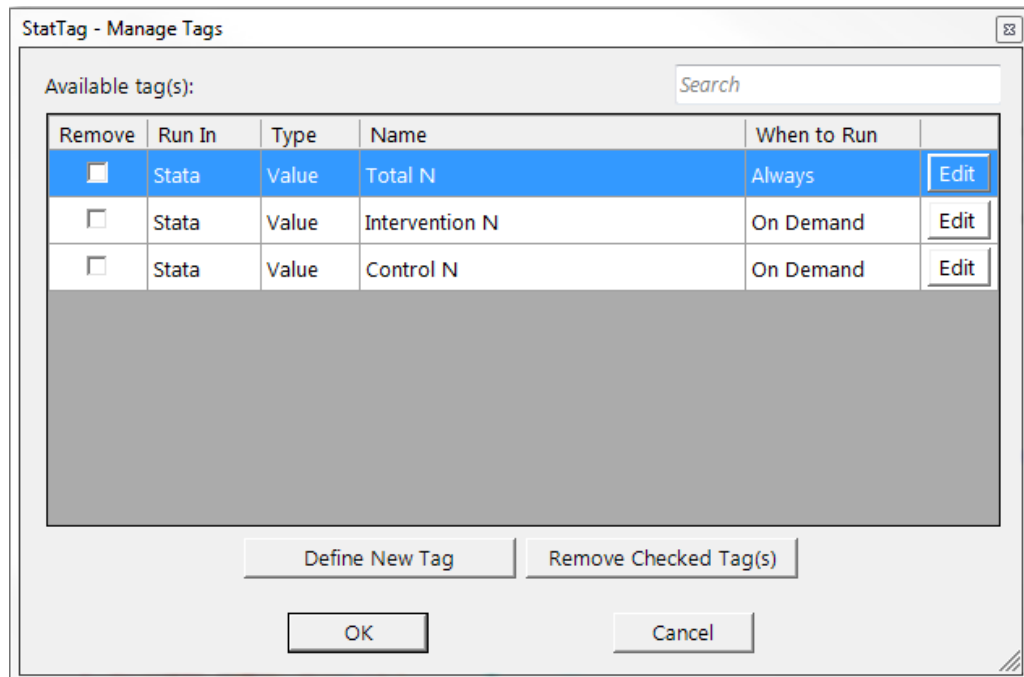 StatTag - Manage Tags
Available tag(s):
Search
Remove Run In Type Name When to Run
Stata Value Total N Always Edit
Stata Value Intervention N On Demand Edit
Stata Value Control N On Demand Edit
Define New Tag Remove Checked Tag(s)
OK Cancel